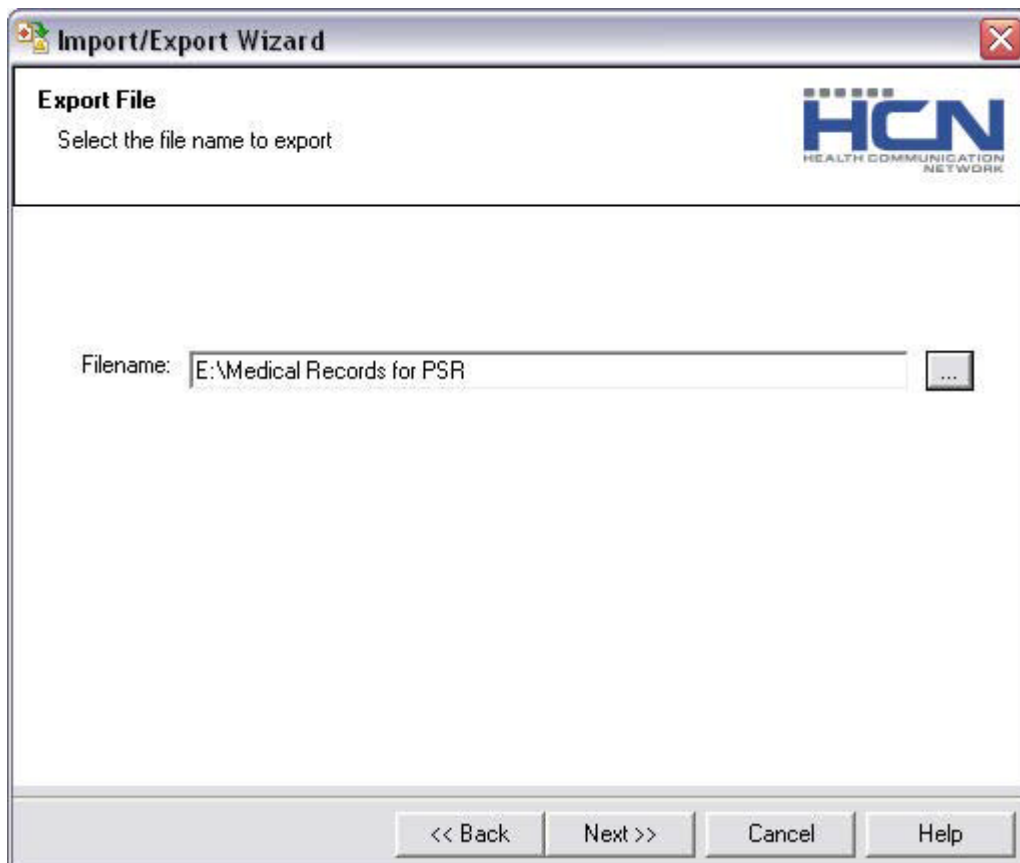 Import/Export Wizard
Export File
Select the file name to export
HCN
HEALTH COMMUNICATION
NETWORK
Filename:
E:\Medical Records for PSR
...
<< Back
Next >>
Cancel
Help